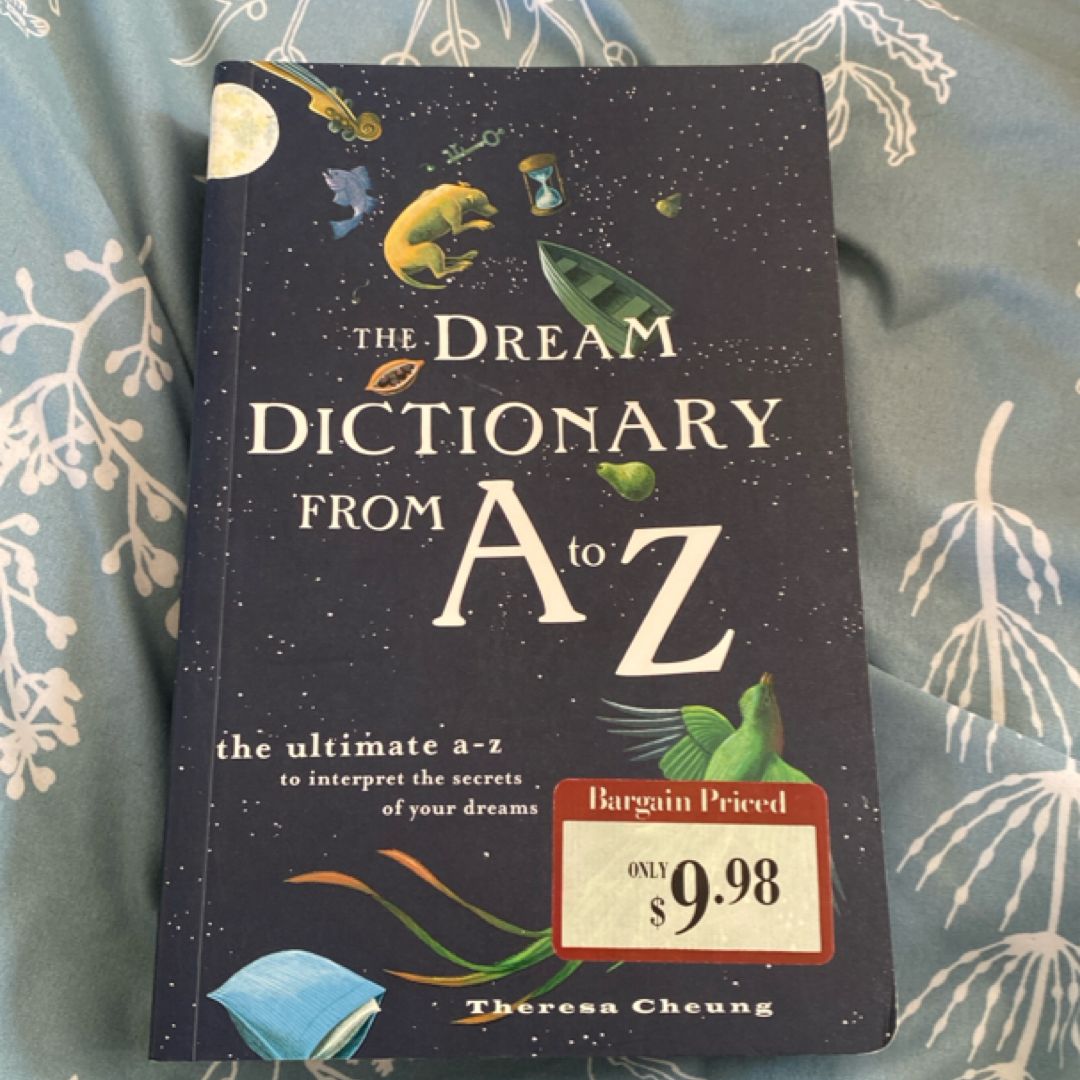 THE DREAM
DICTIONARY
FROM A to Z
the ultimate a-z
to interpret the secrets
of your dreams
Bargain Priced
ONLY
$9.98
Theresa Cheung